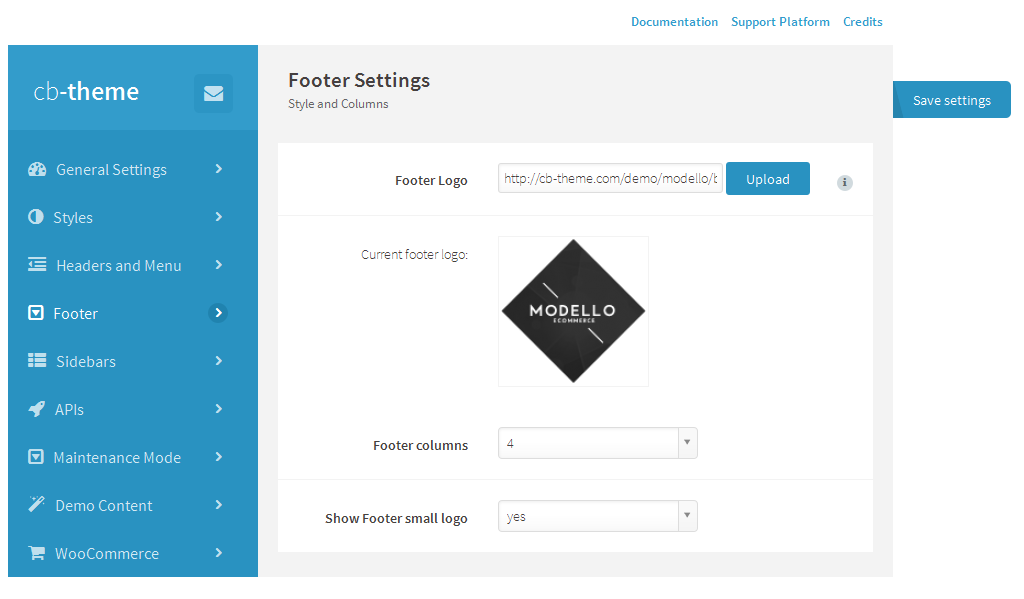 Documentation Support Platform Credits
cb-theme
General Settings
Styles
Headers and Menu
Footer
Sidebars
APIs
Maintenance Mode
Demo Content
WooCommerce
Footer Settings
Style and Columns
Save settings
Footer Logo http://cb-theme.com/demo/modello/ Upload
Current footer logo:
MODELLO
ECOMMERCE
Footer columns 4
Show Footer small logo yes